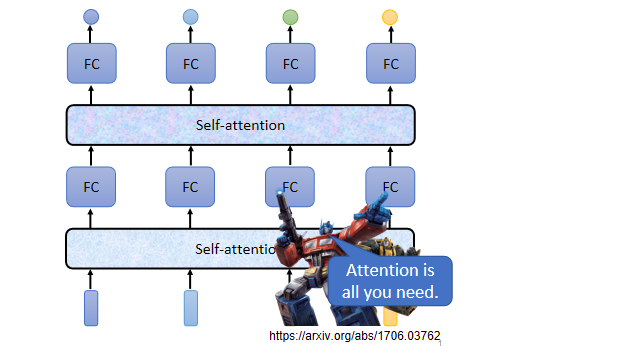 FC FC FC FC
Self-attention
FC FC FC FC
Self-attentio
Attention is
all you need.
https://arxiv.org/abs/1706.03762